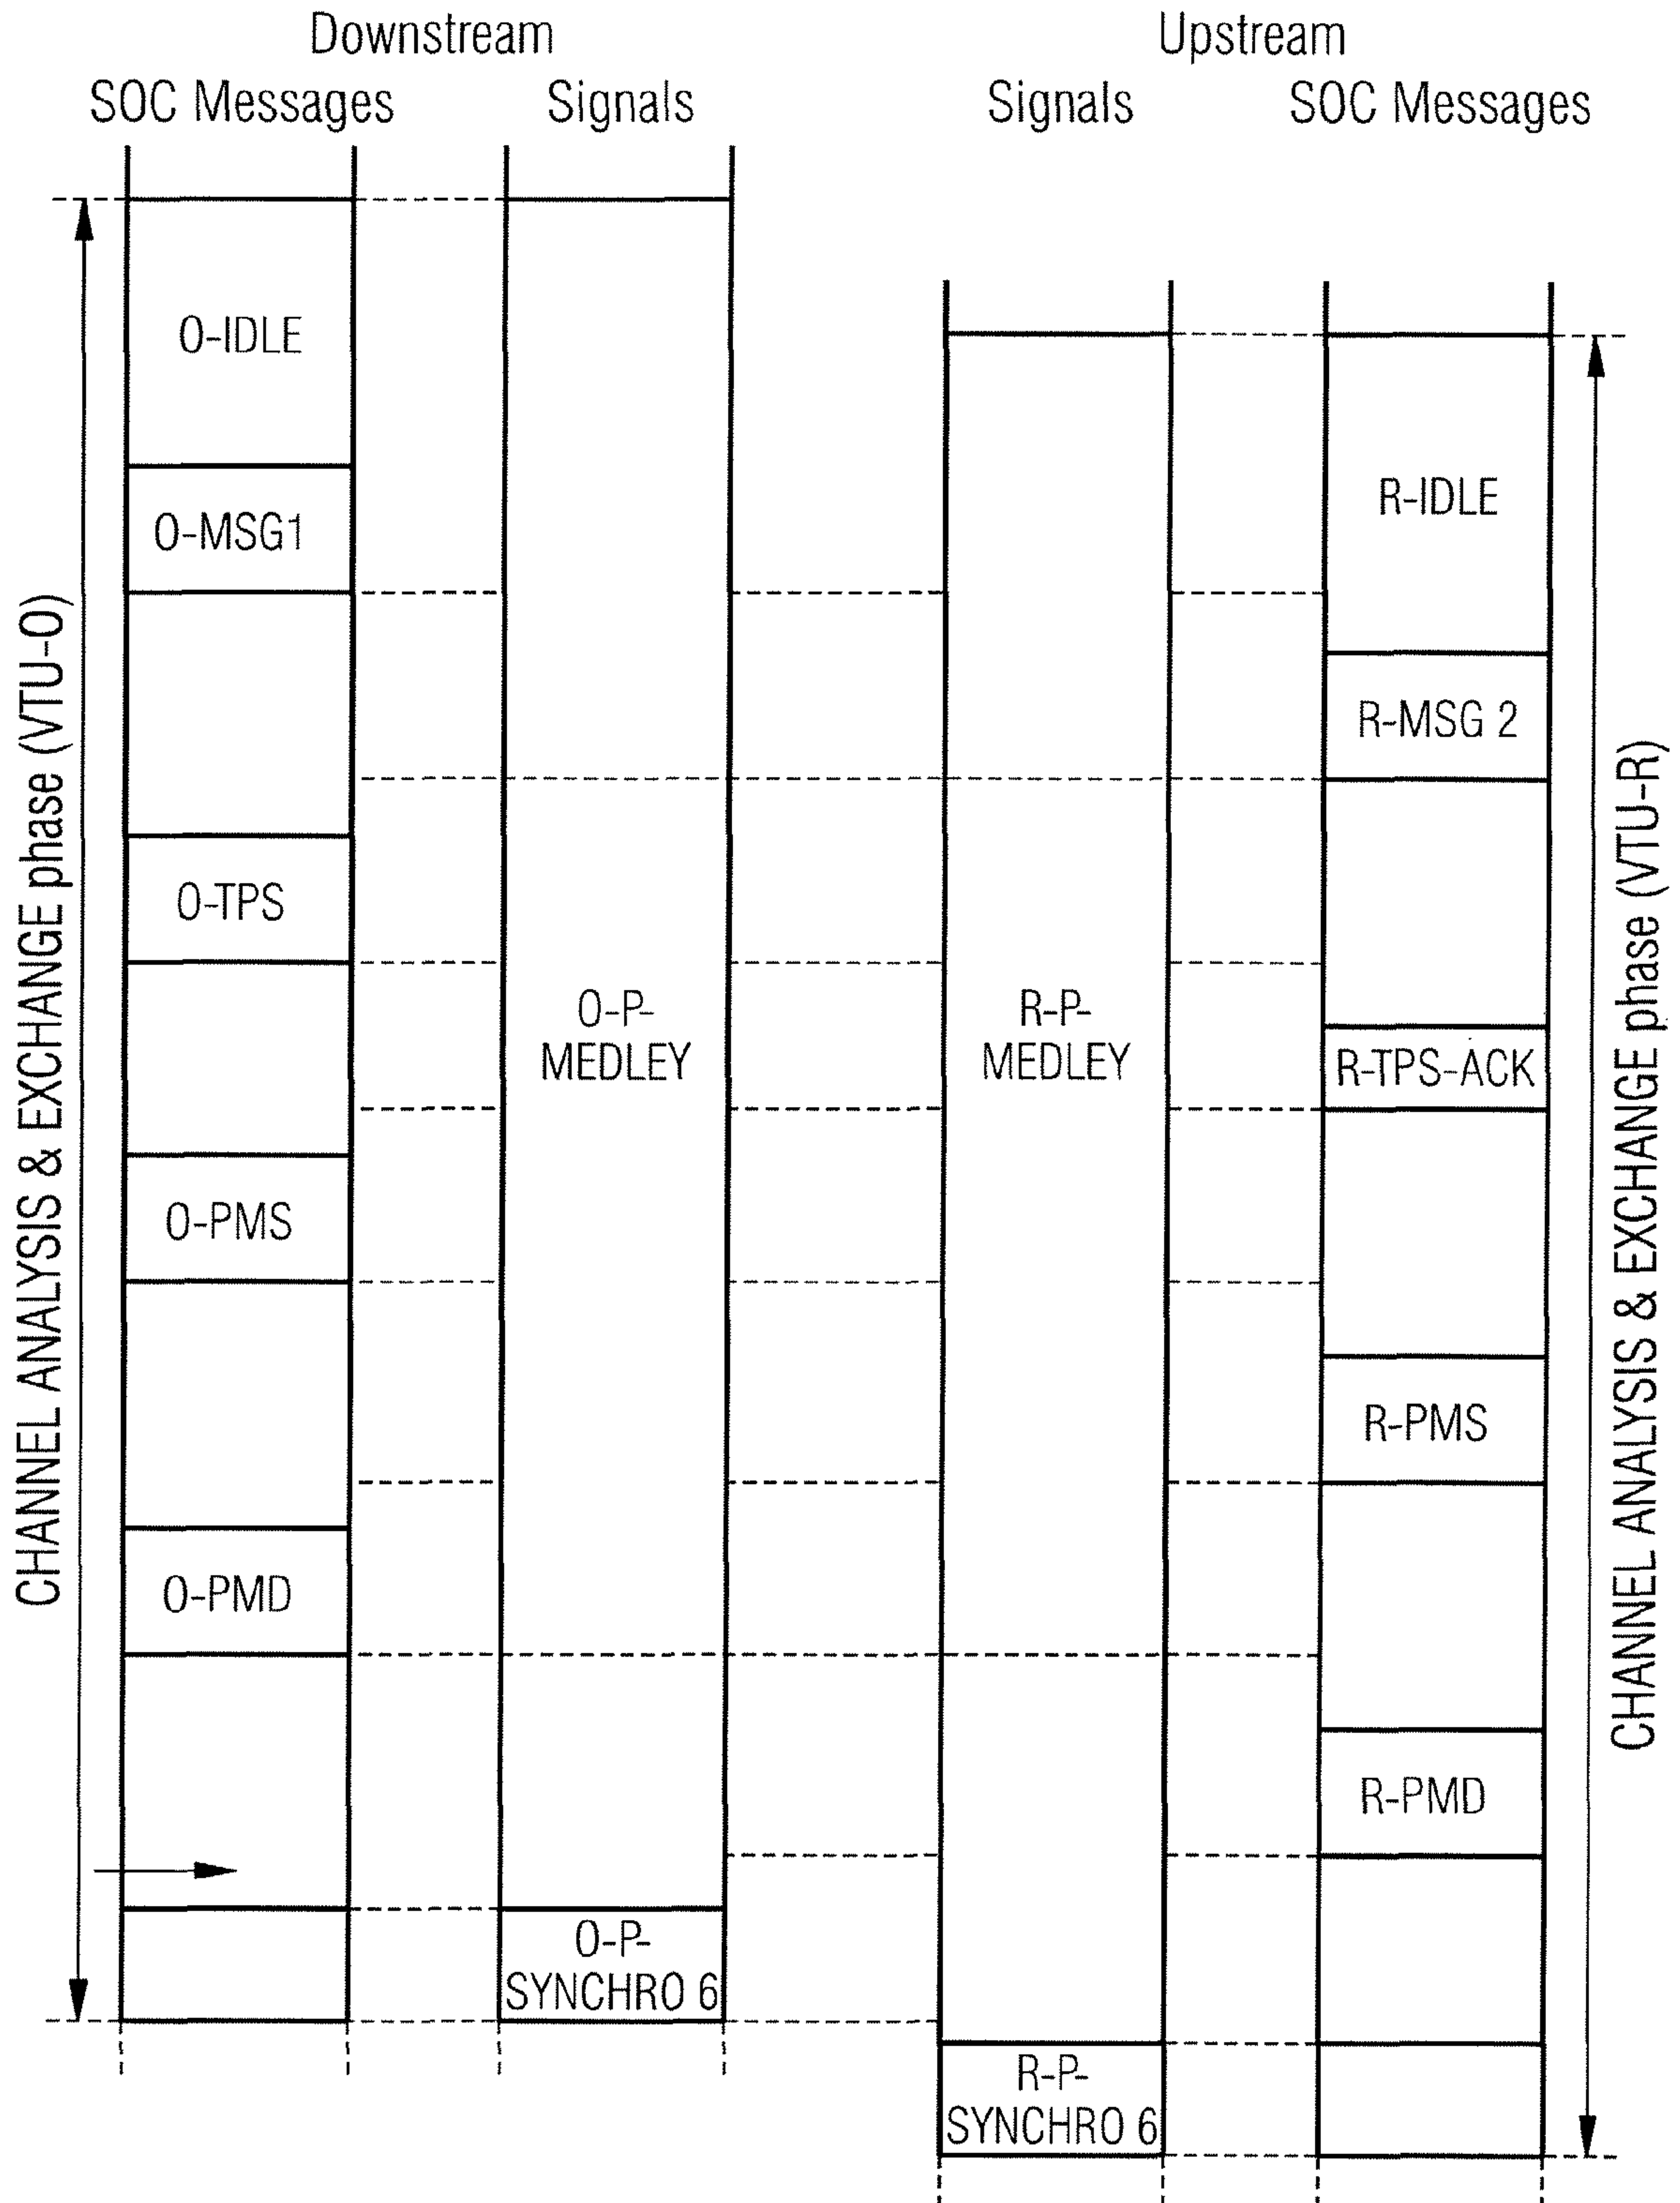 Downstream
Upstream
SOC Messages
Signals
Signals
SOC Messages
CHANNEL ANALYSIS & EXCHANGE phase (VTU-O)
O-IDLE
O-MSG1
O-TPS
O-PMS
O-PMD
O-P-
MEDLEY
O-P-
SYNCHRO 6
R-P-
MEDLEY
R-P-
SYNCHRO 6
R-IDLE
R-MSG 2
R-TPS-ACK
R-PMS
R-PMD
CHANNEL ANALYSIS & EXCHANGE phase (VTU-R)